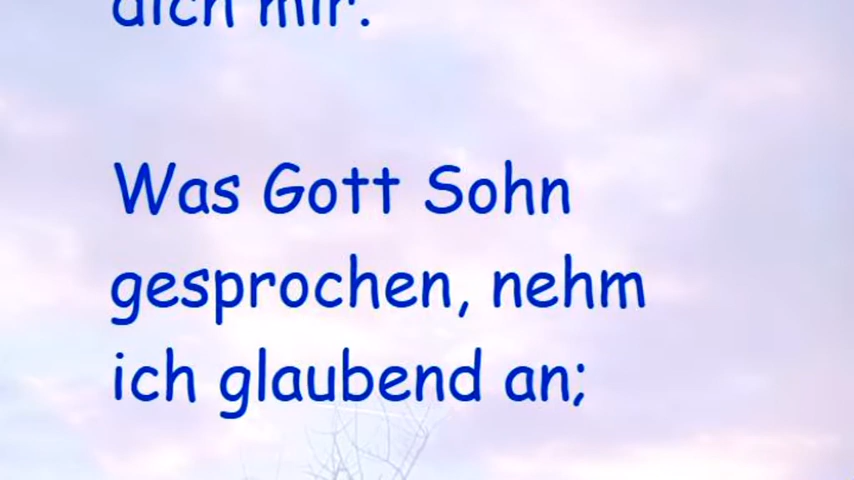 dich mir.
Was Gott Sohn
gesprochen, nehm
ich glaubend an;